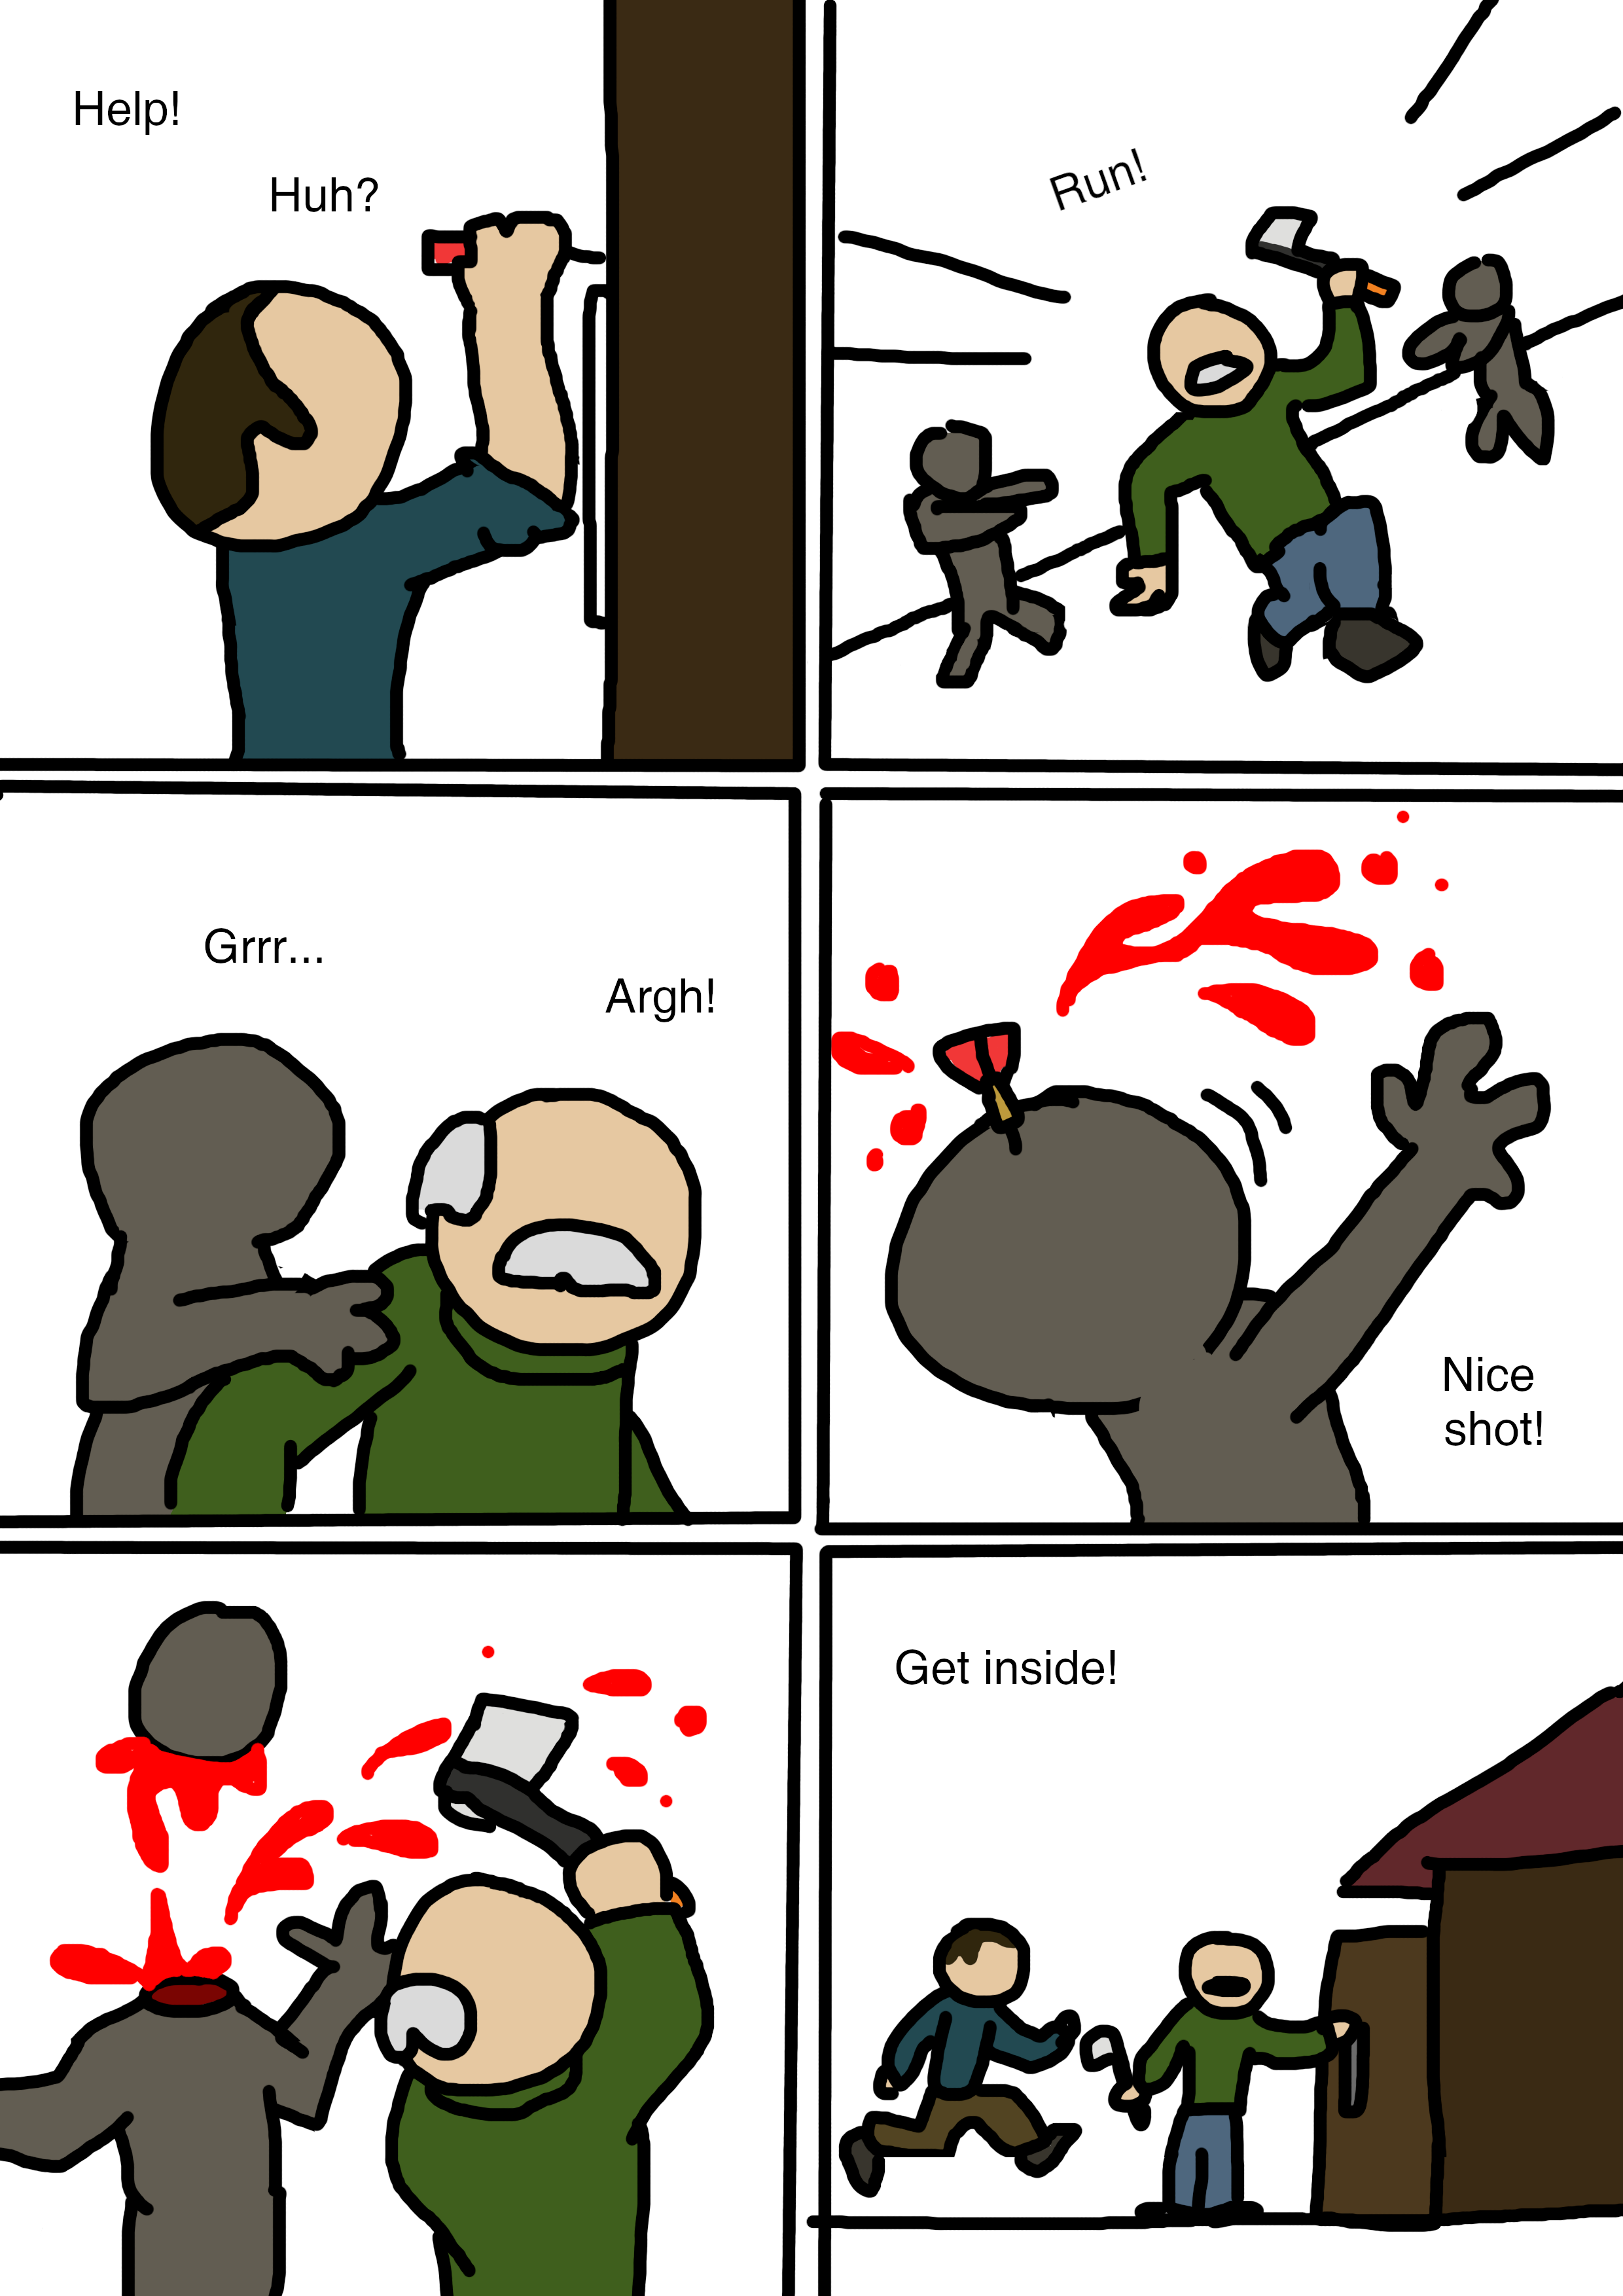 Help!
Huh?
Run!
Grrr...
Argh!
Nice
shot!
Get inside!